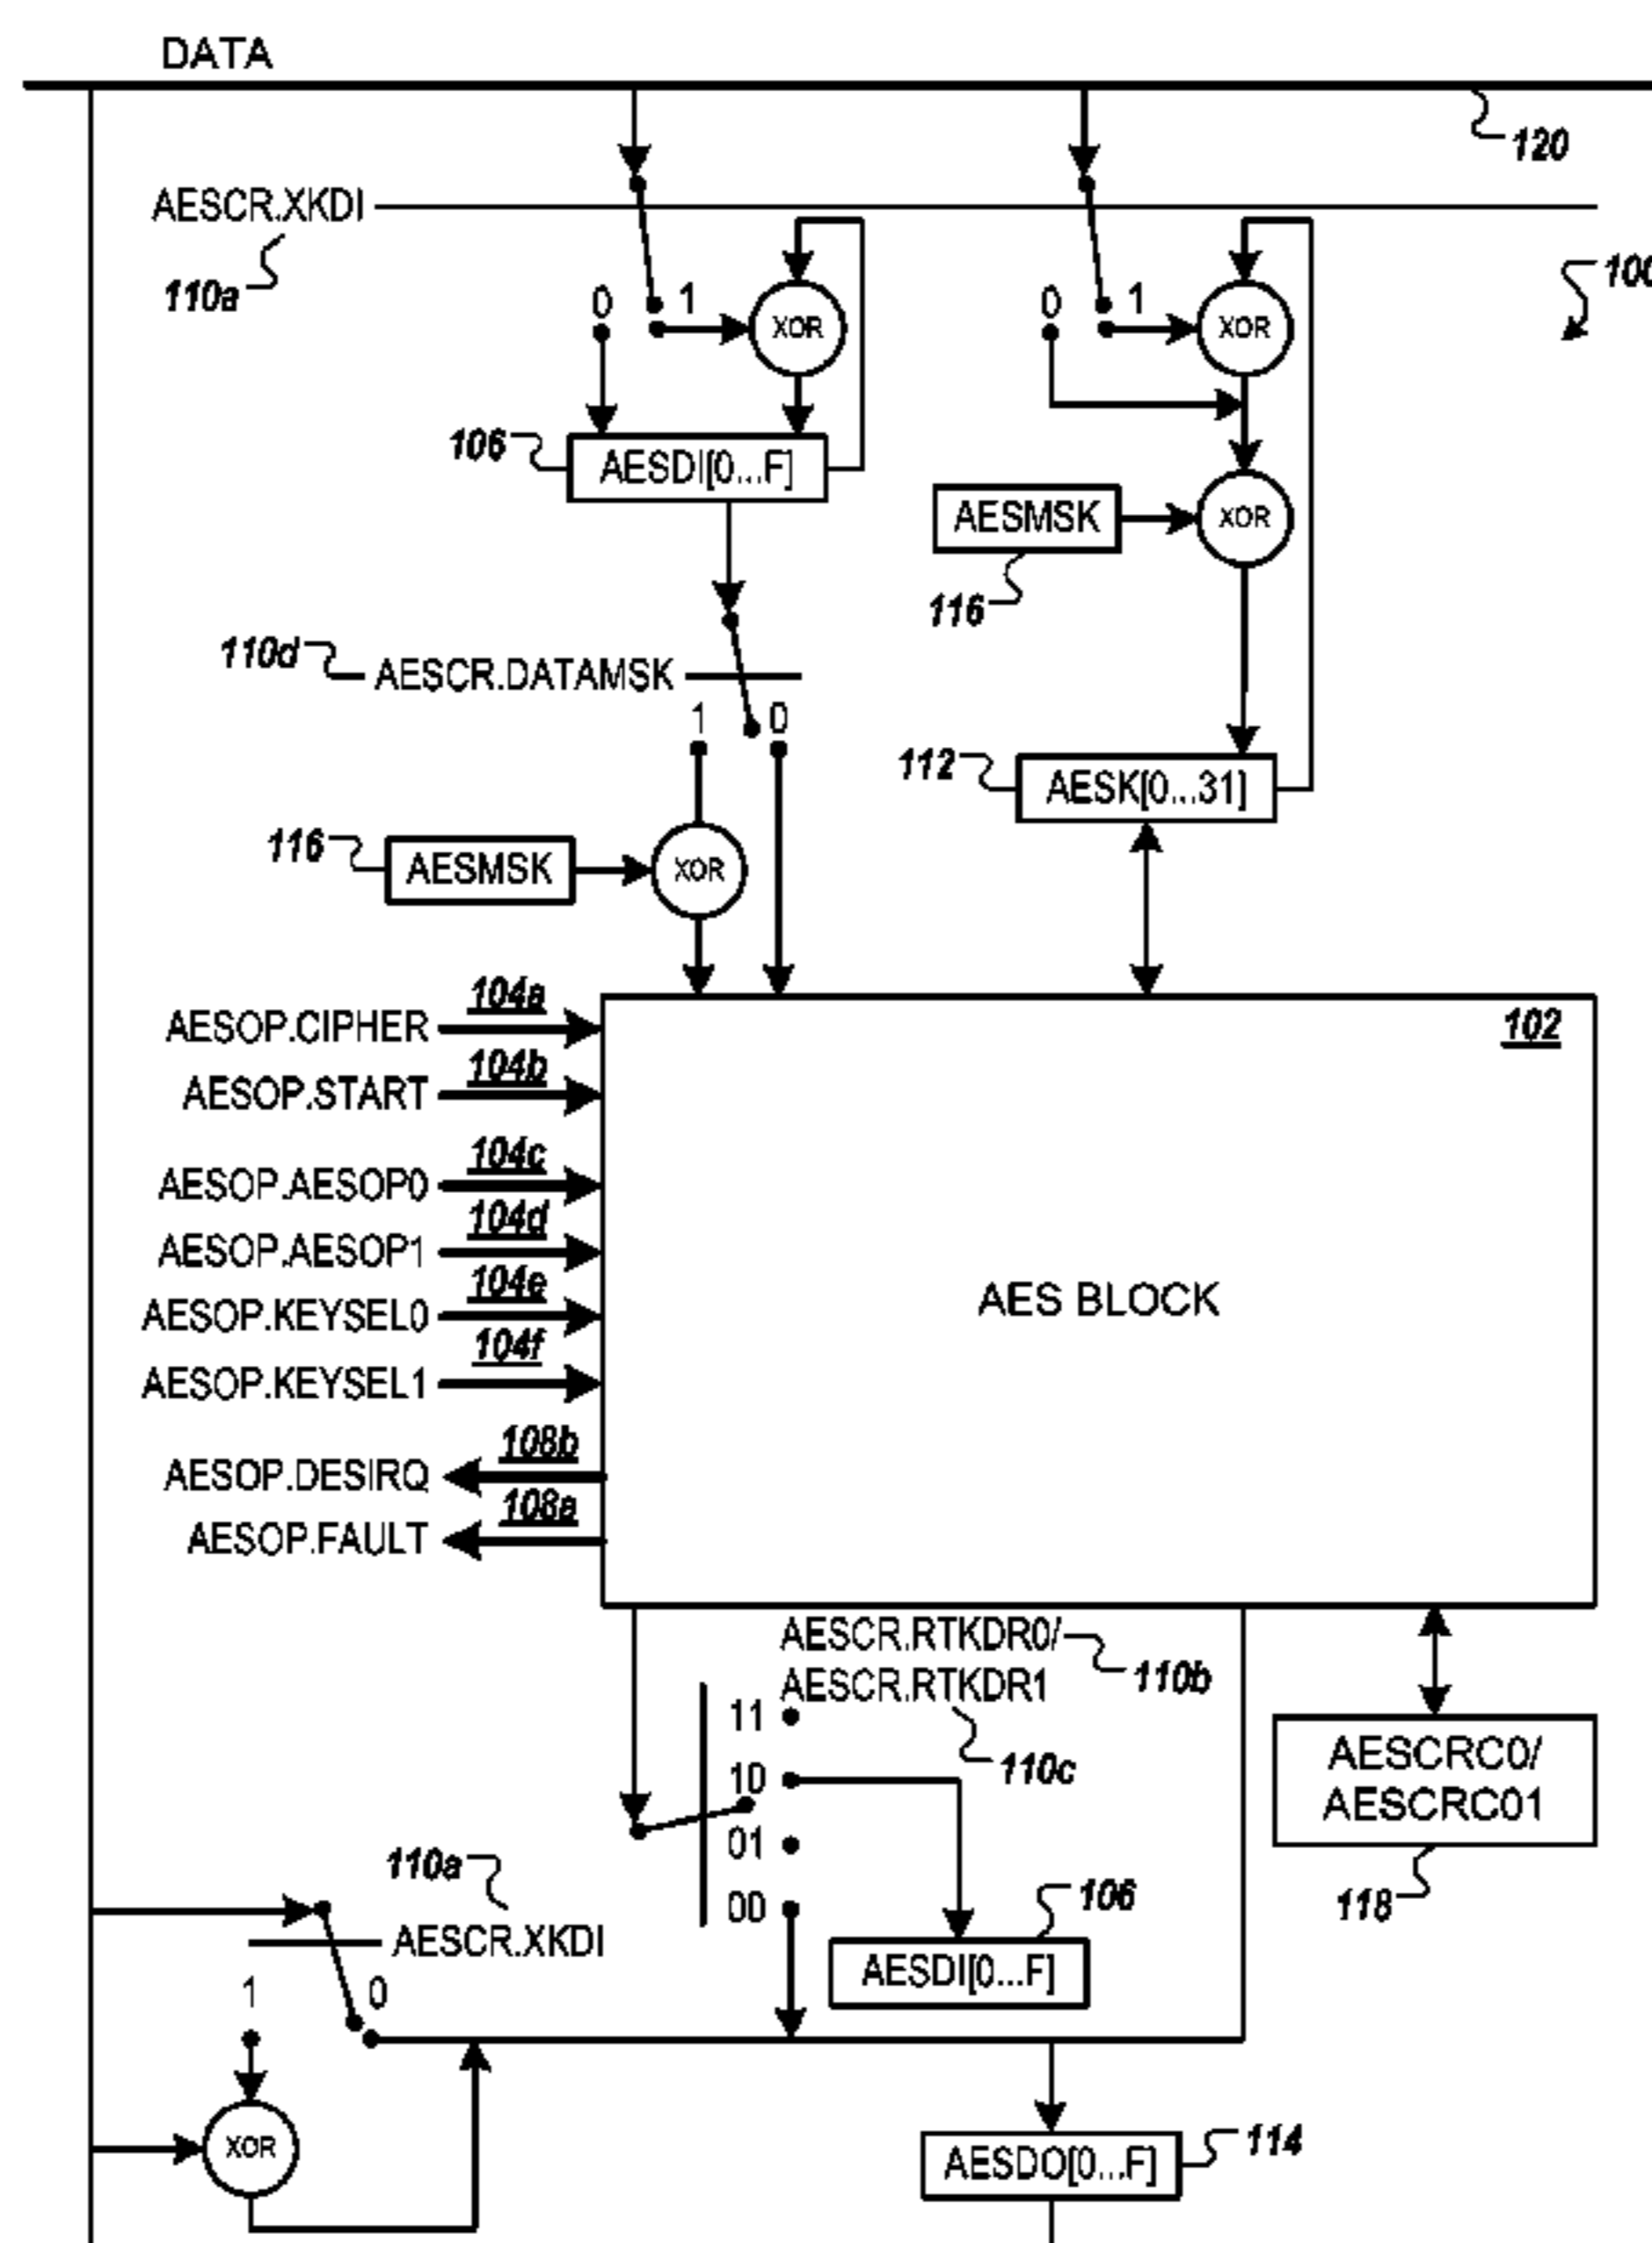 DATA
120
AESCR.XKDI
110a
100
0 1 XOR
0 1 XOR
106
AESDI[0...F]
AESMSK
XOR
116
110d
AESCR.DATAMSK
1 0
112
AESK[0...31]
116
AESMSK
XOR
102
AESOP.CIPHER 104a
AESOP.START 104b
AESOP.AESOP0 104c
AESOP.AESOP1 104d
AESOP.KEYSEL0 104e
AESOP.KEYSEL1 104f
AES BLOCK
AESOP.DESIRQ 108b
AESOP.FAULT 108a
AESCR.RTKDR0/
AESCR.RTKDR1
110b
110c
11
10
01
00
AESCRC0/
AESCRC01
118
110a
AESCR.XKDI
106
AESDI[0...F]
1 0
XOR
AESDO[0...F]
114